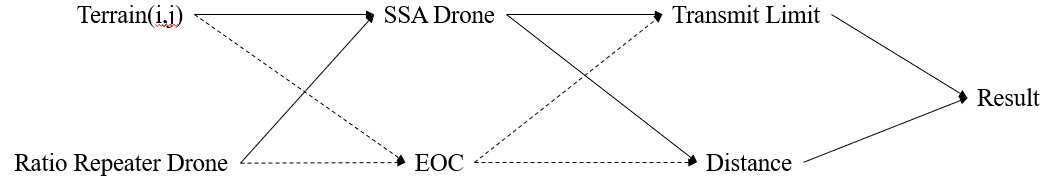 Terrain(i,j)
SSA Drone
Transmit Limit
Result
Ratio Repeater Drone
EOC
Distance